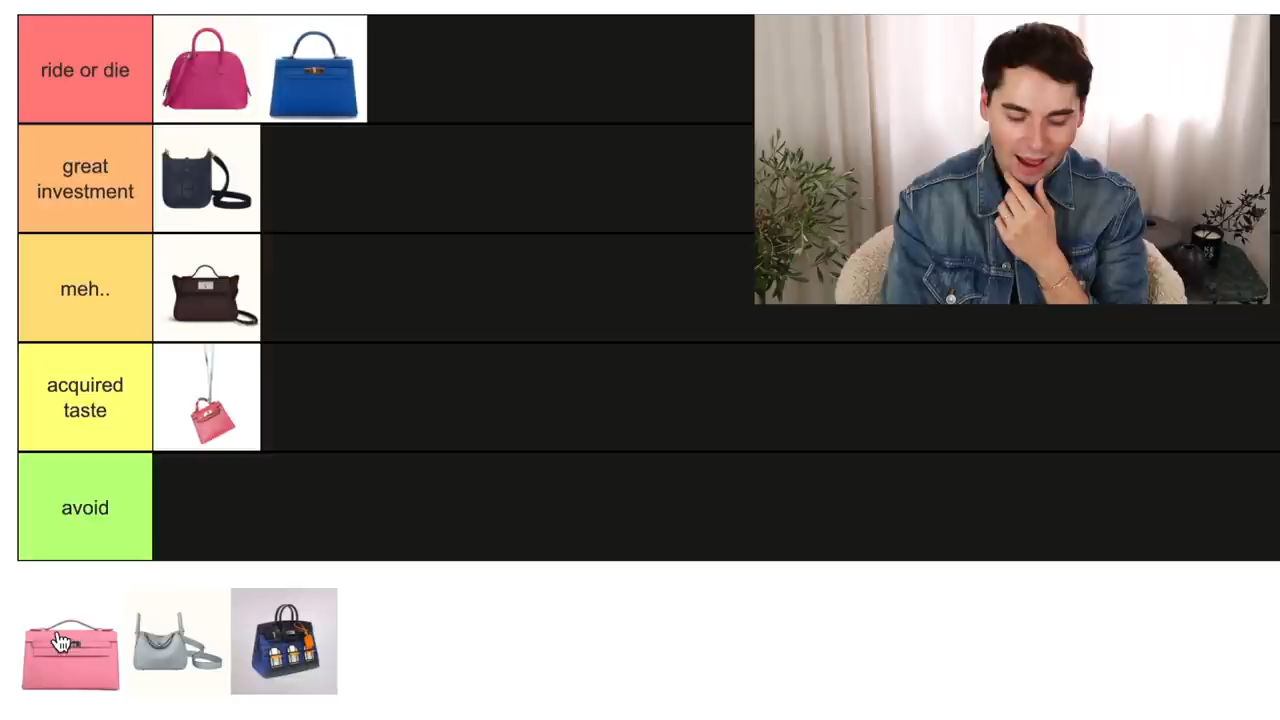 ride or die
great
investment
meh..
acquired
taste
avoid